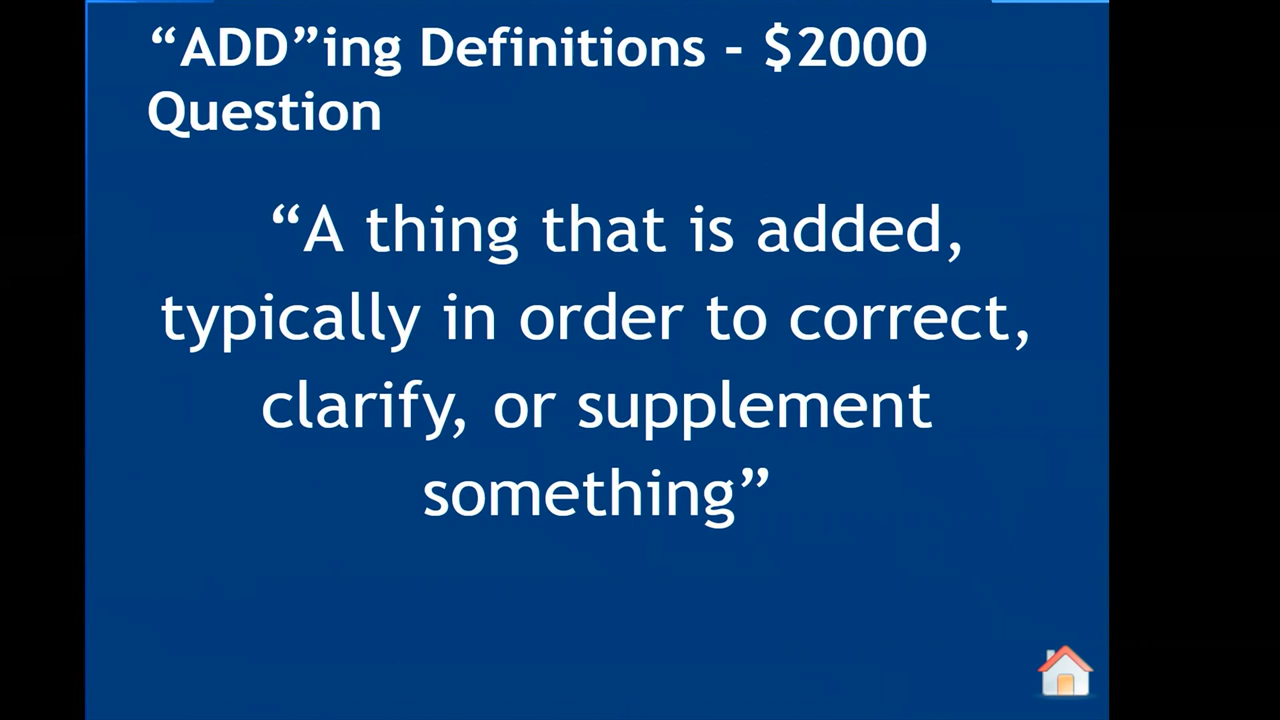 “ADD”ing Definitions - $2000
Question
“A thing that is added,
typically in order to correct,
clarify, or supplement
something”